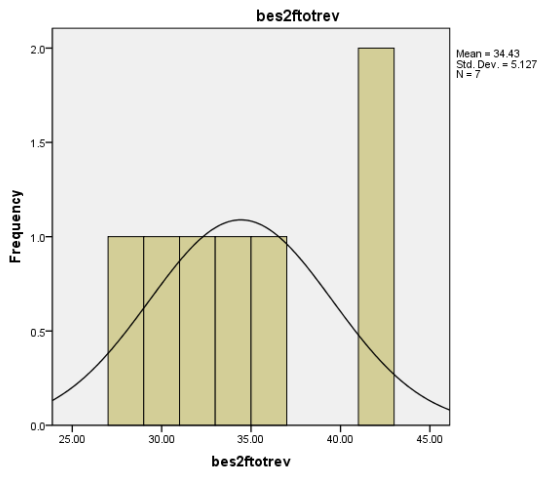 bes2ftotrev
Mean = 34.43
Std. Dev. = 5.127
N = 7
Frequency
2.0
1.5
1.0
0.5
0.0
25.00 30.00 35.00 40.00 45.00
bes2ftotrev